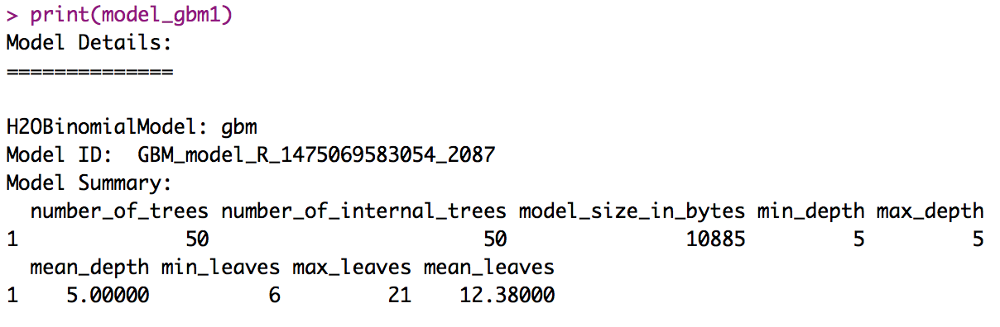 > print(model_gbm1)
Model Details:
==============
H2OBinomialModel: gbm
Model ID:  GBM_model_R_1475069583054_2087
Model Summary:
  number_of_trees number_of_internal_trees model_size_in_bytes min_depth max_depth
1              50                       50               10885         5         5
  mean_depth min_leaves max_leaves mean_leaves
1    5.00000          6         21    12.38000